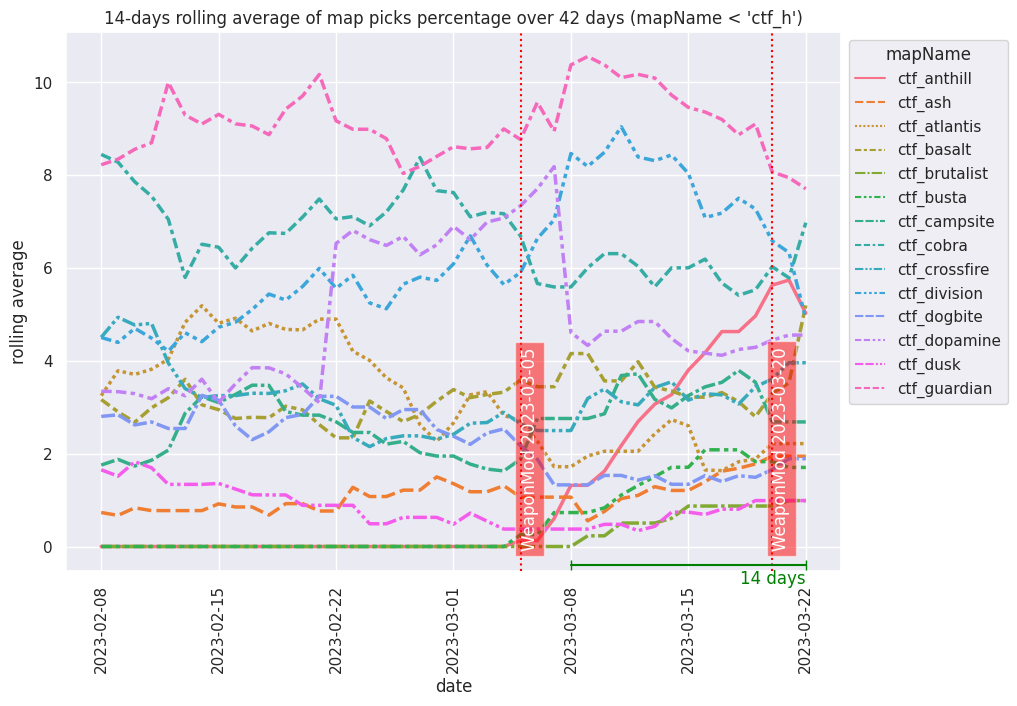 14-days rolling average of map picks percentage over 42 days (mapName < 'ctf_h')
rolling average
10
8
6
4
2
0
WeaponMod 2023-03-05
WeaponMod 2023-03-20
14 days
2023-02-08
2023-02-15
2023-02-22
2023-03-01
2023-03-08
2023-03-15
2023-03-22
date
mapName
ctf_anthill
ctf_ash
ctf_atlantis
ctf_basalt
ctf_brutalist
ctf_busta
ctf_campsite
ctf_cobra
ctf_crossfire
ctf_division
ctf_dogbite
ctf_dopamine
ctf_dusk
ctf_guardian